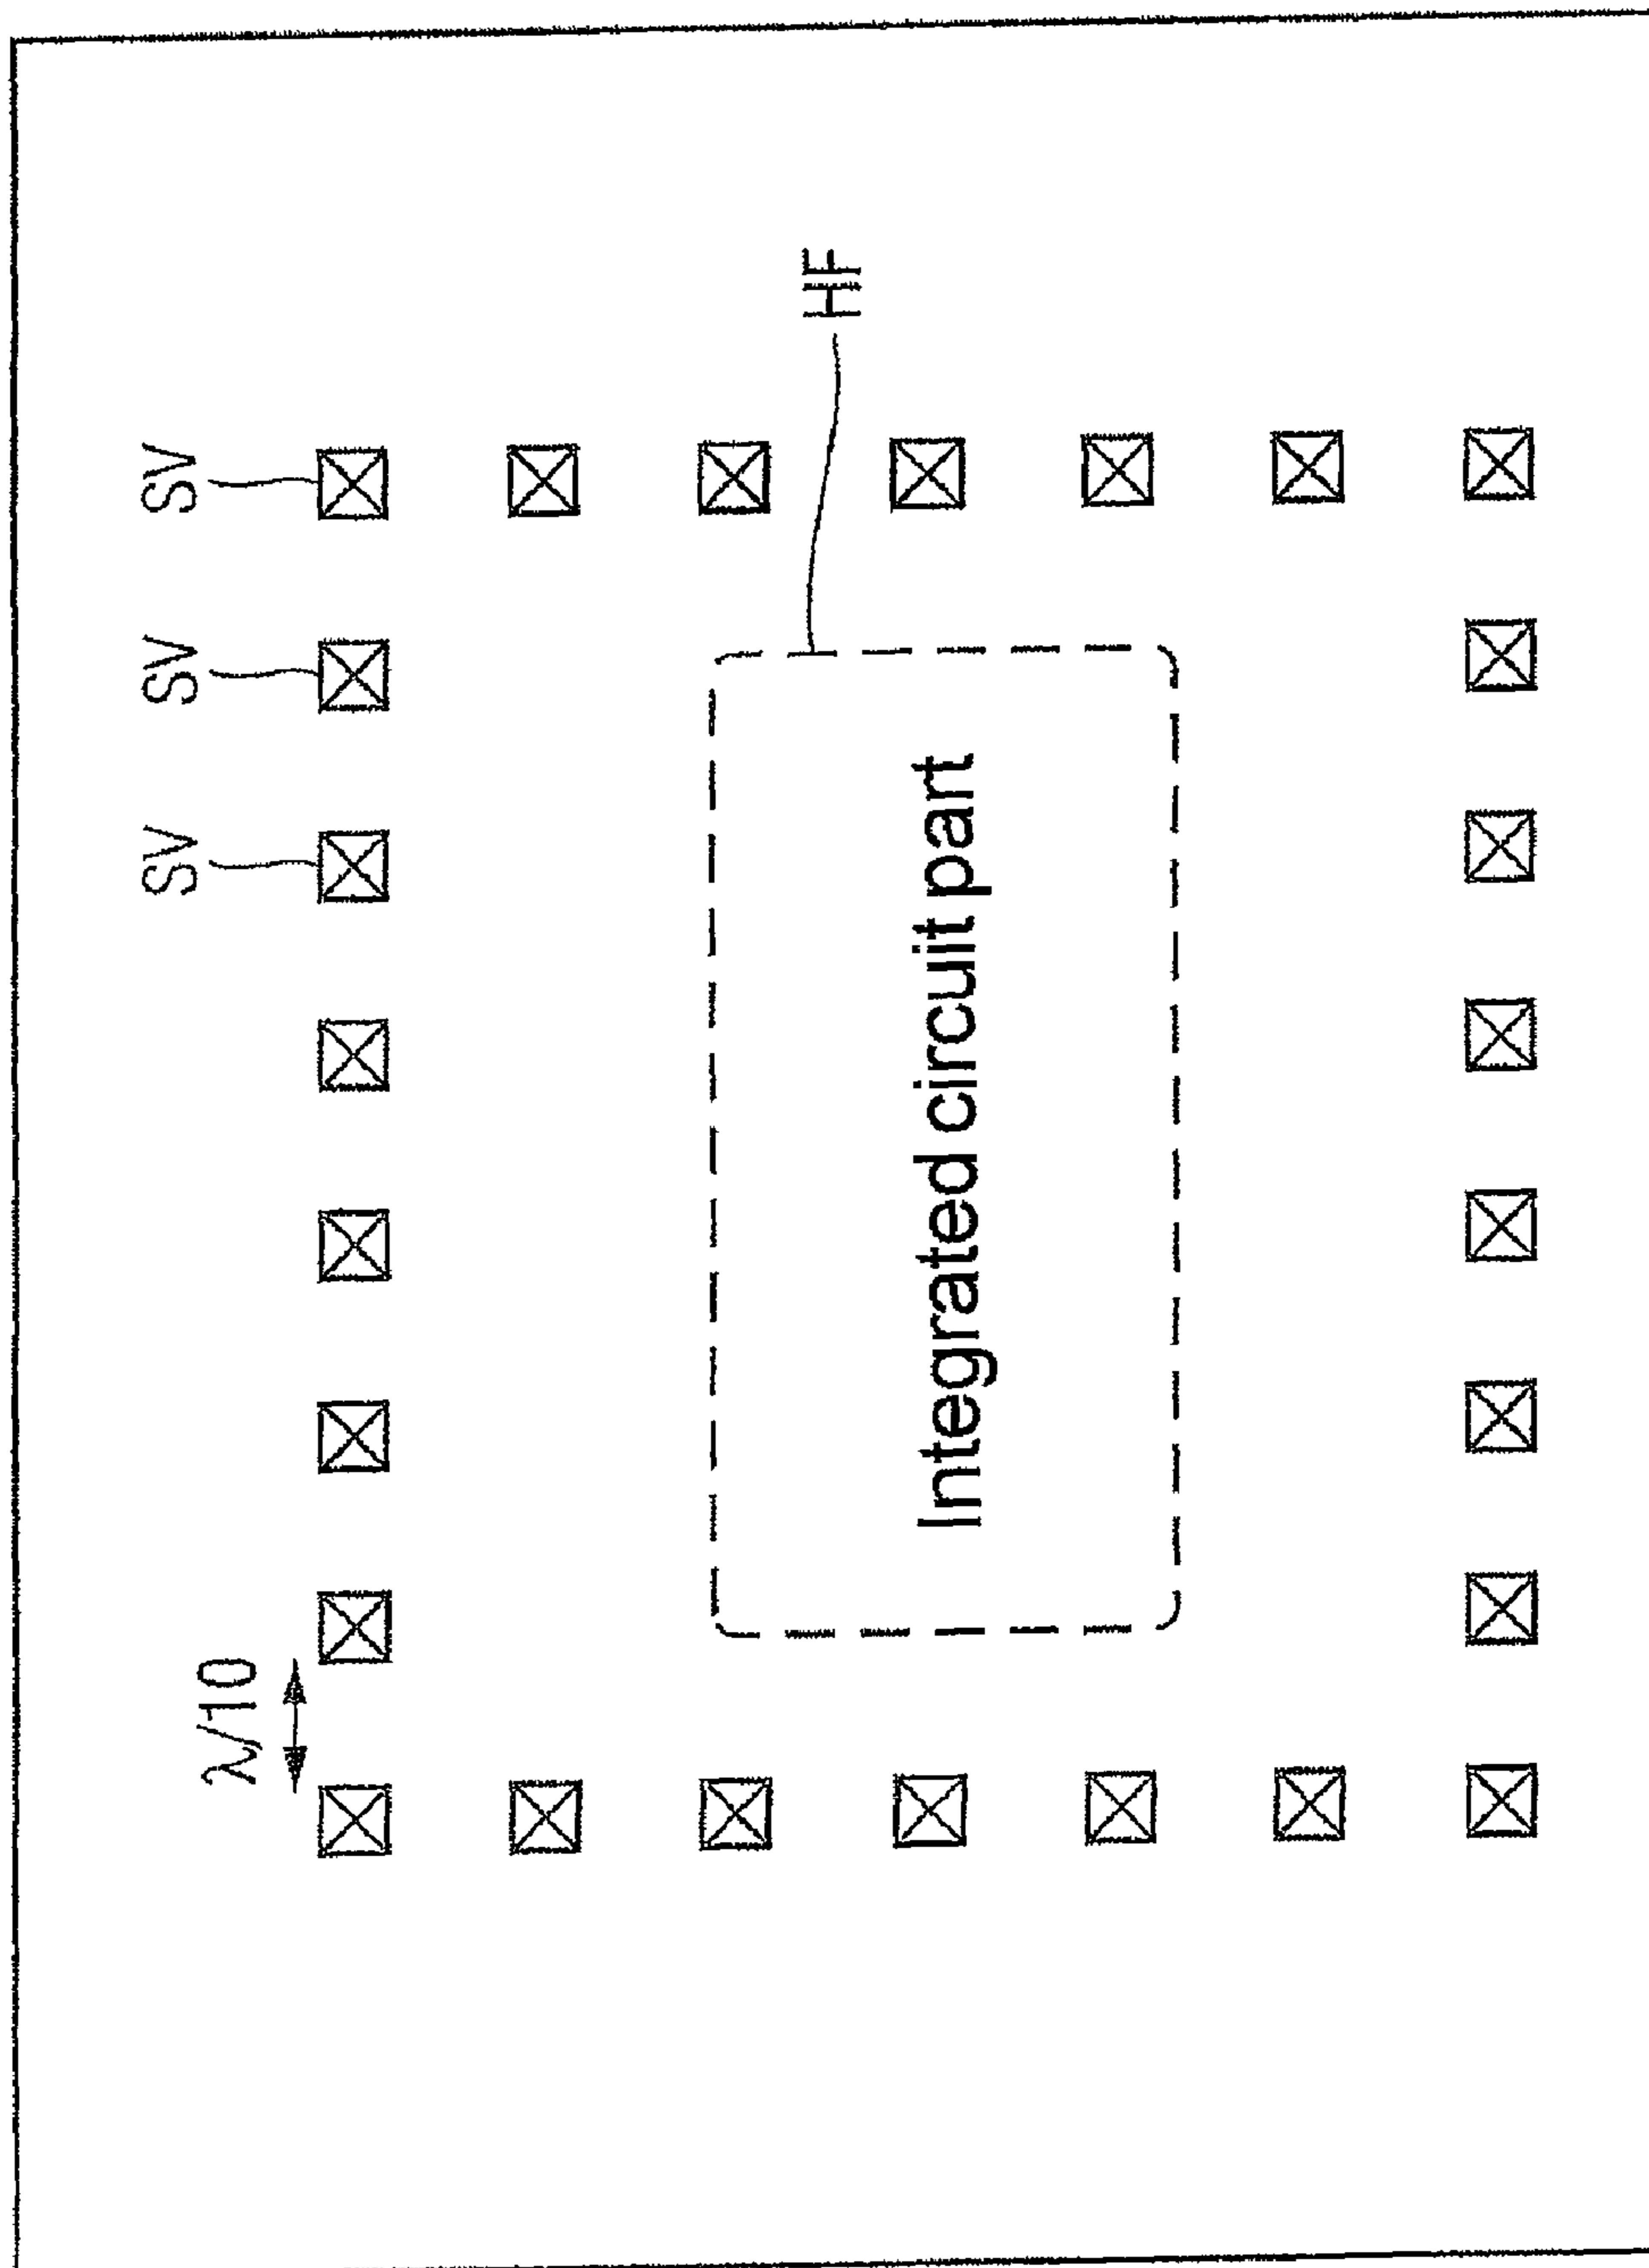 λ/10
SV
SV
SV
HF
Integrated circuit part